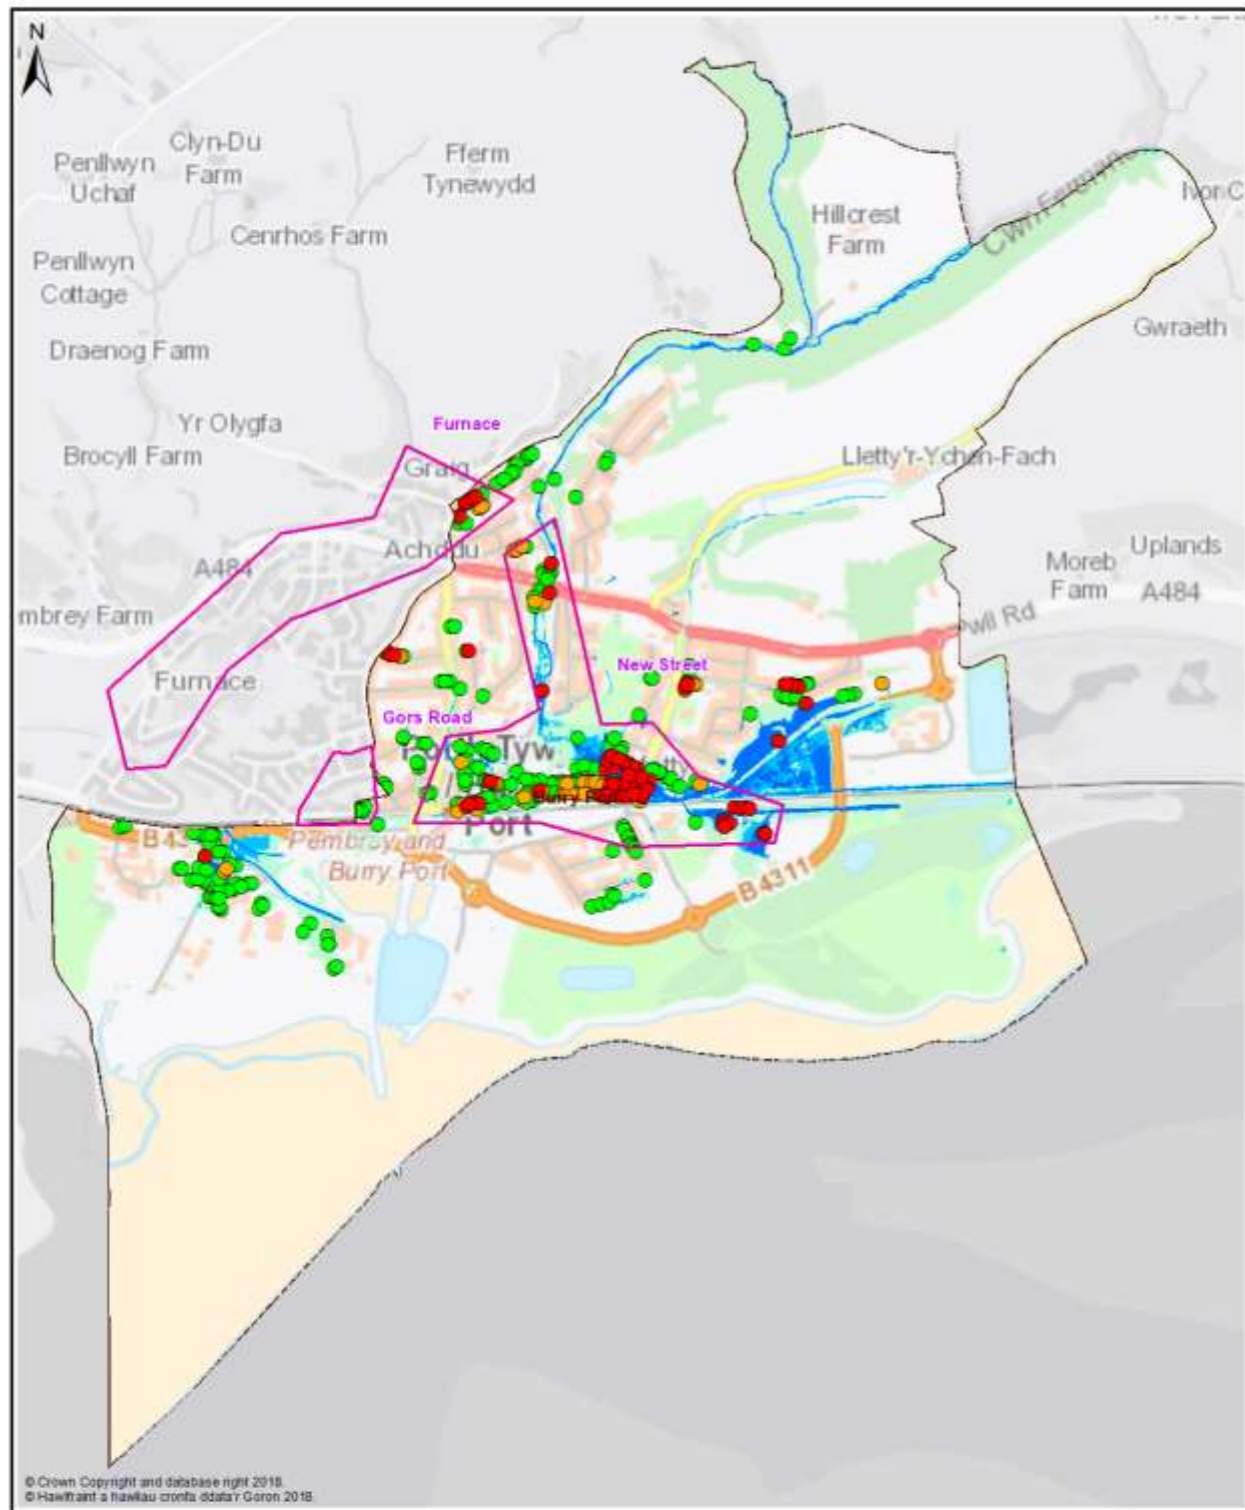 N
Clyn-Du
Farm
Penllwyn
Uchaf
Fferm
Tynewydd
Cenrhos Farm
Hillcrest
Farm
Penllwyn
Cottage
Gwraeth
Draenog Farm
Yr Olygfa
Furnace
Brocyll Farm
Graig
Lletty'r-Ychen-Fach
Achddu
A484
Moreb
Farm
Uplands
A484
mbrey Farm
Pwll Rd
New Street
Furnace
Gors Road
Tyw
Port
Pembrey and
Burry Port
B4311
© Crown Copyright and database right 2018.
© Hawlfraint a hawliau cronfa ddata'r Goron 2018.